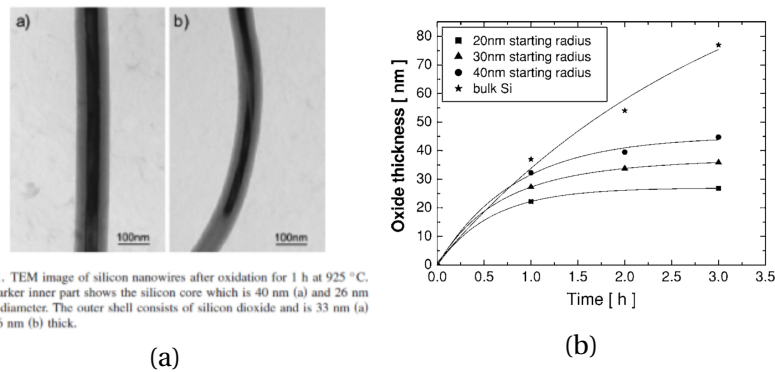 a)
b)
100nm
100nm
. TEM image of silicon nanowires after oxidation for 1 h at 925 °C.
arker inner part shows the silicon core which is 40 nm (a) and 26 nm
diameter. The outer shell consists of silicon dioxide and is 33 nm (a)
nm (b) thick.
(a)
20nm starting radius
30nm starting radius
40nm starting radius
bulk Si
Oxide thickness [ nm ]
80
70
60
50
40
30
20
10
0
0.0 0.5 1.0 1.5 2.0 2.5 3.0 3.5
Time [ h ]
(b)